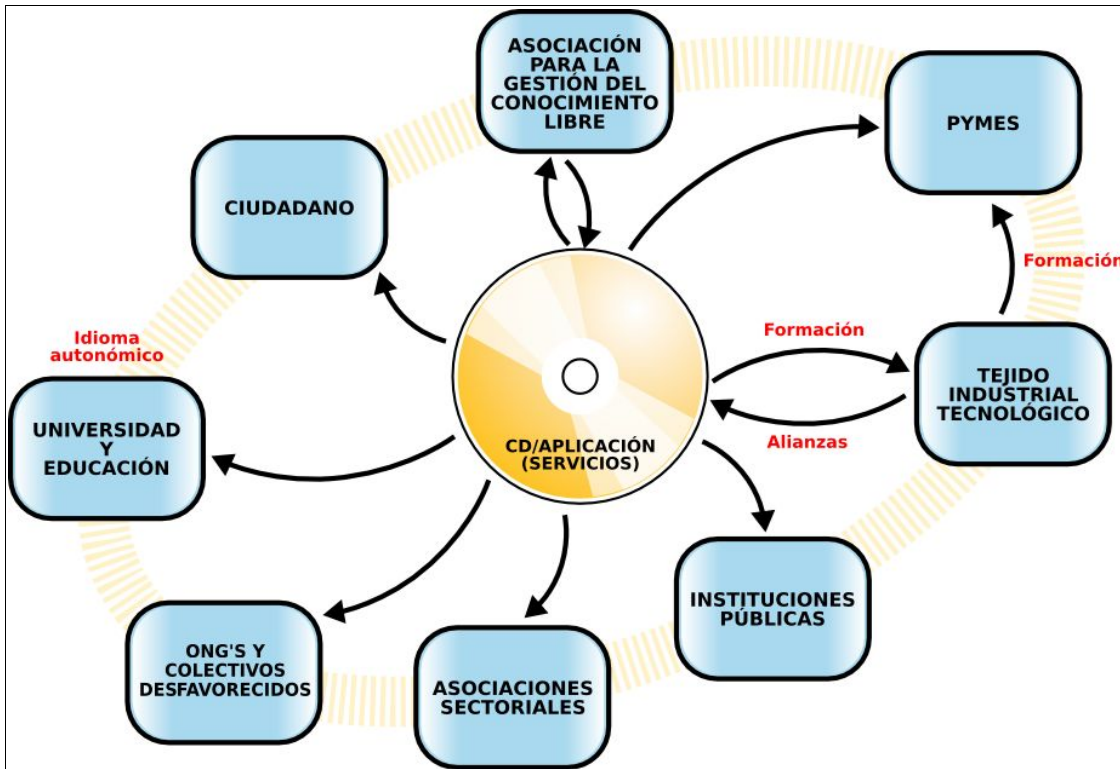 ASOCIACIÓN
PARA LA
GESTIÓN DEL
CONOCIMIENTO
LIBRE
PYMES
CIUDADANO
Formación
Idioma
autonómico
Formación
TEJIDO
INDUSTRIAL
TECNOLÓGICO
UNIVERSIDAD
Y
EDUCACIÓN
Alianzas
CD/APLICACIÓN
(SERVICIOS)
INSTITUCIONES
PÚBLICAS
ONG'S Y
COLECTIVOS
DESFAVORECIDOS
ASOCIACIONES
SECTORIALES